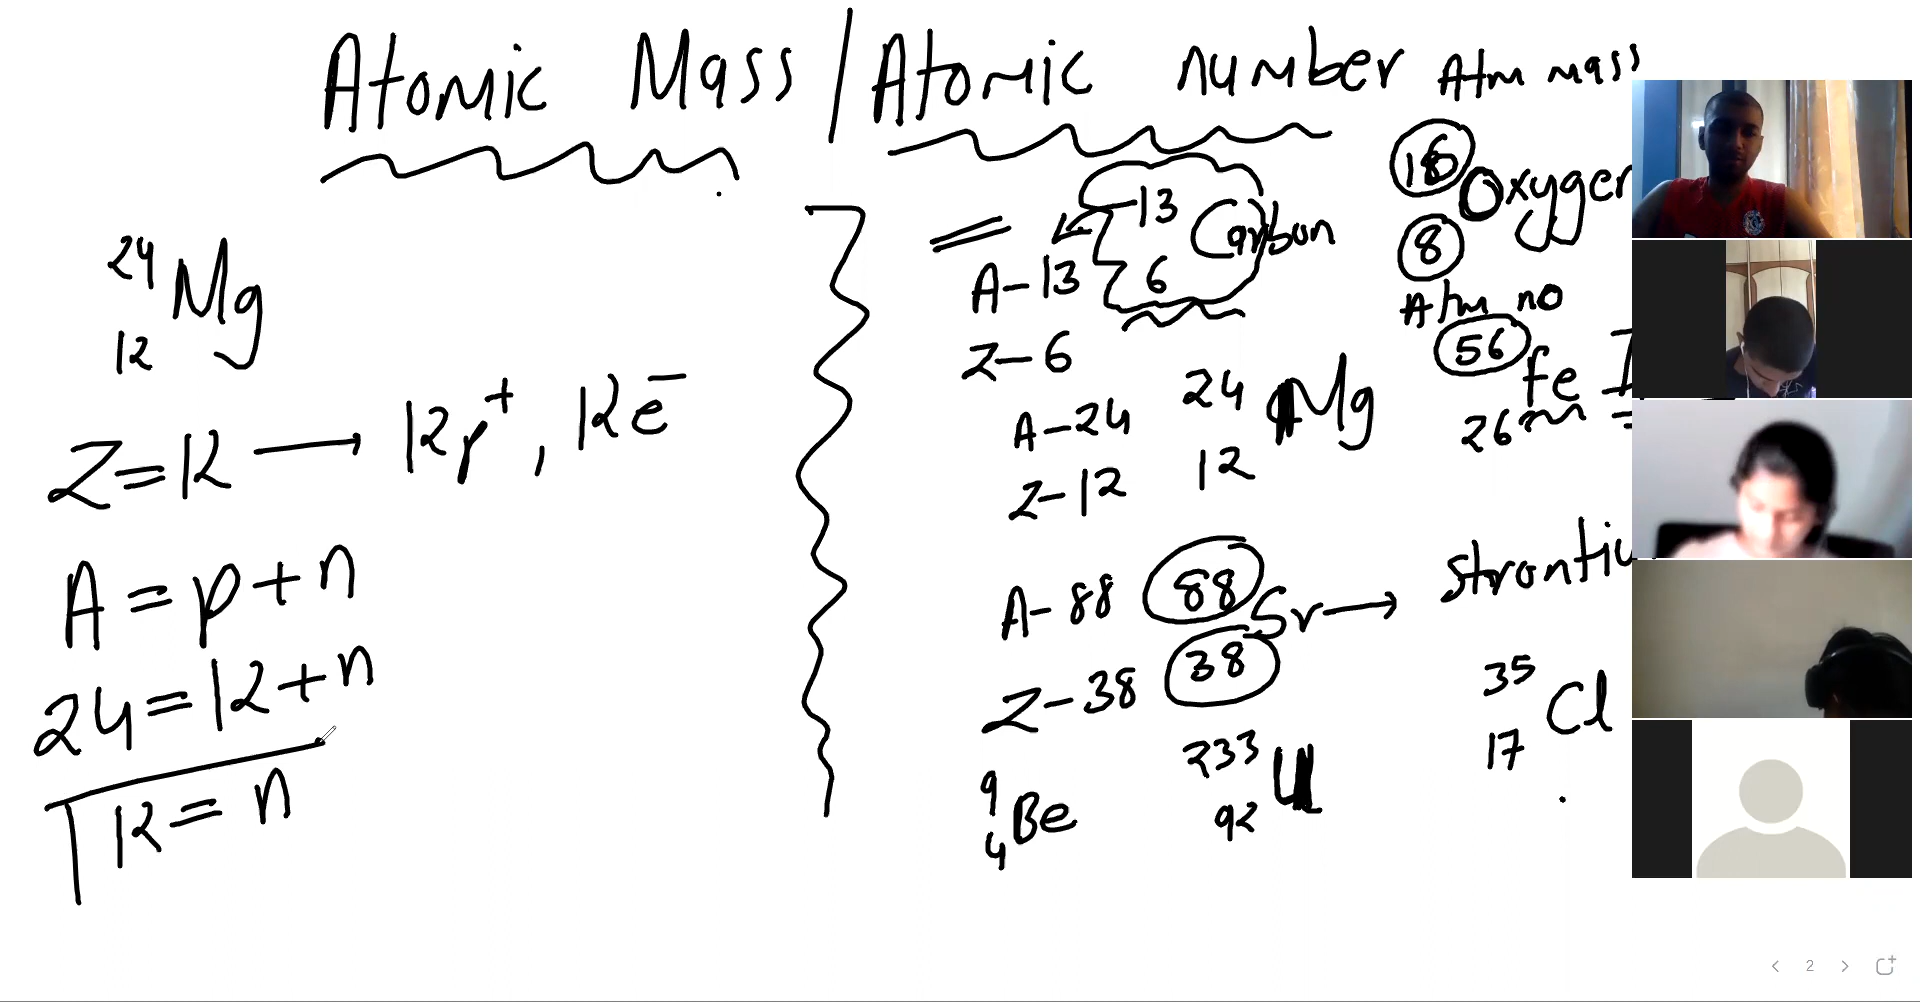 Atomic Mass / Atomic number
24
Mg
12
Z = 12 → 12p⁺, 12e⁻
A = p + n
24 = 12 + n
12 = n
13
Carbon
6
A - 13
Z - 6
24
Mg
12
A - 24
Z - 12
88
Sr →
38
A - 88
Z - 38
9
Be
4
233
U
92
Atm mass
Oxygen
8
Atm no
56
Fe
26
35
Cl
17
2